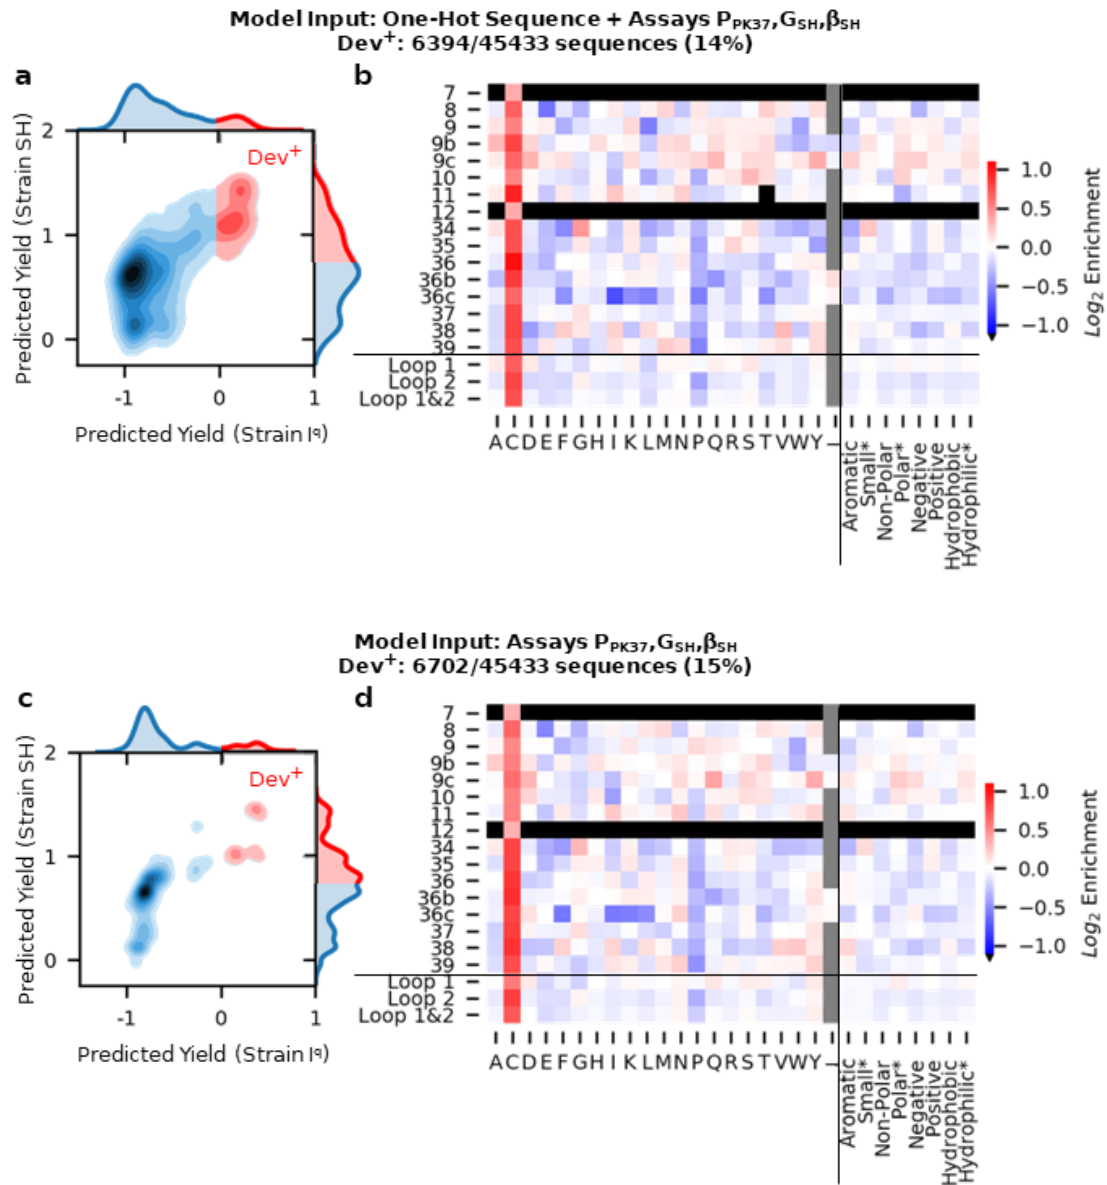 Model Input: One-Hot Sequence + Assays P_PK37,G_SH,β_SH
Dev⁺: 6394/45433 sequences (14%)
a
b
2
1
0
Predicted Yield (Strain SH)
Dev⁺
-1
0
1
Predicted Yield (Strain Iq)
7
8
9
9b
9c
10
11
12
34
35
36
36b
36c
37
38
39
Loop 1
Loop 2
Loop 1&2
A C D E F G H I K L M N P Q R S T V W Y –
Aromatic
Small*
Non-Polar
Polar*
Negative
Positive
Hydrophobic
Hydrophilic*
1.0
0.5
0.0
−0.5
−1.0
Log₂ Enrichment
Model Input: Assays P_PK37,G_SH,β_SH
Dev⁺: 6702/45433 sequences (15%)
c
d
2
1
0
Predicted Yield (Strain SH)
Dev⁺
-1
0
1
Predicted Yield (Strain Iq)
7
8
9
9b
9c
10
11
12
34
35
36
36b
36c
37
38
39
Loop 1
Loop 2
Loop 1&2
A C D E F G H I K L M N P Q R S T V W Y –
Aromatic
Small*
Non-Polar
Polar*
Negative
Positive
Hydrophobic
Hydrophilic*
1.0
0.5
0.0
−0.5
−1.0
Log₂ Enrichment